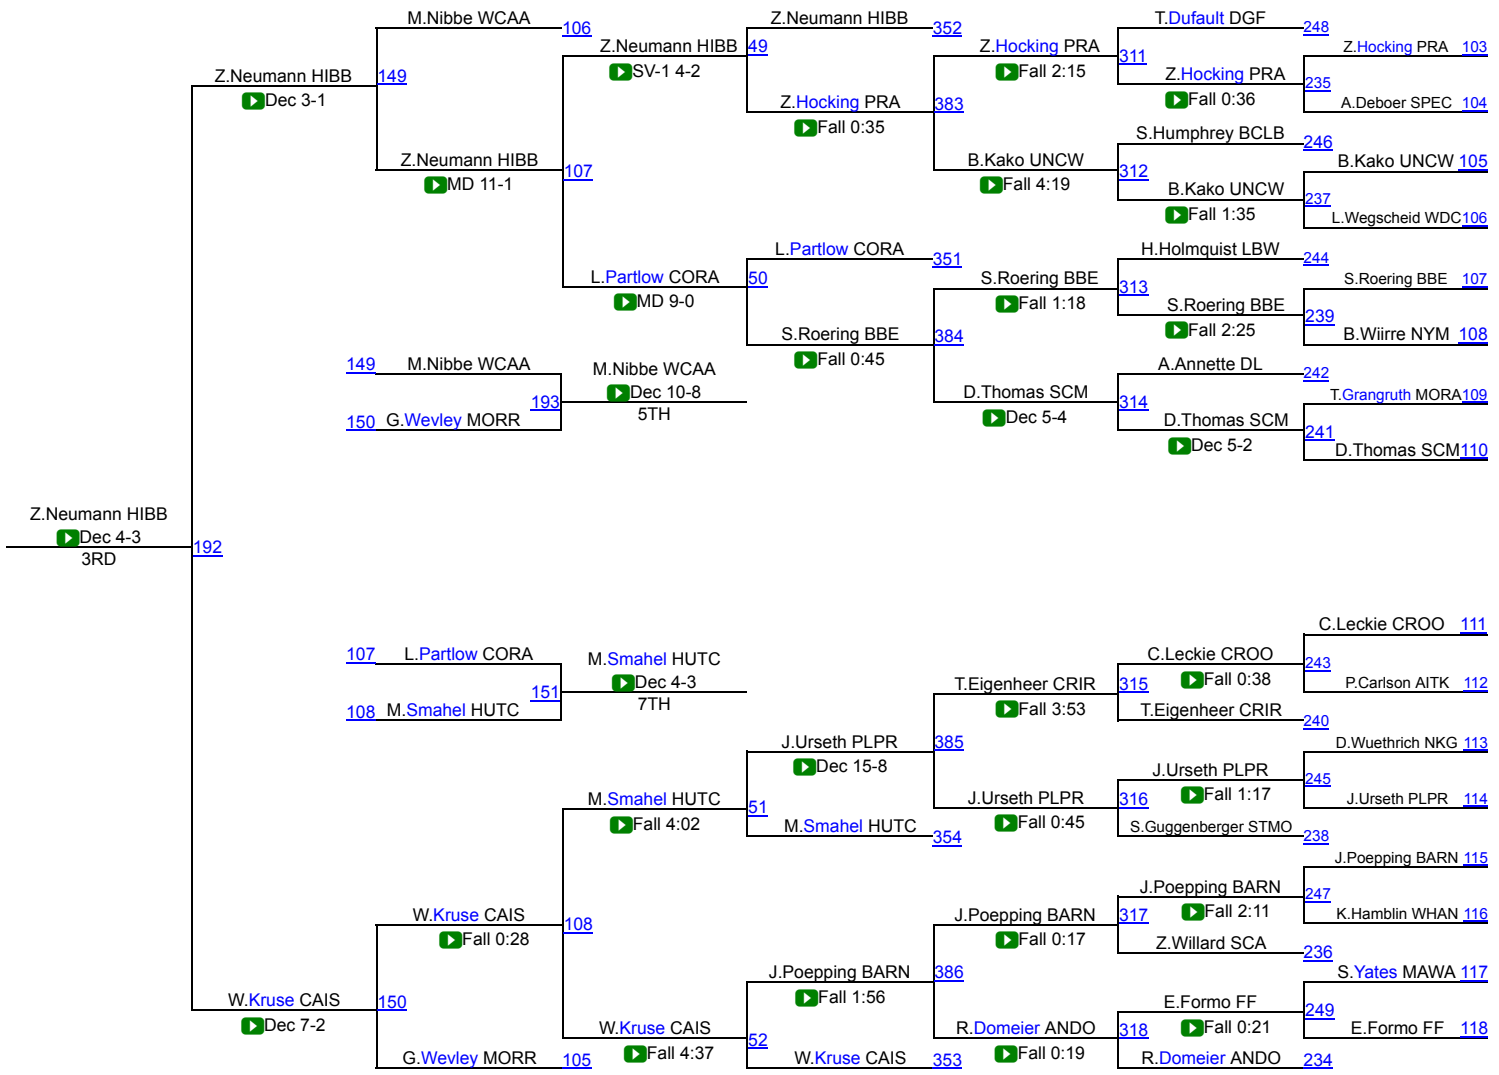 M.Nibbe WCAA
106
Z.Neumann HIBB
352
T.Dufault DGF
248
Z.Neumann HIBB
49
SV-1 4-2
Z.Hocking PRA
311
Fall 2:15
Z.Hocking PRA 103
Z.Neumann HIBB
149
Dec 3-1
Z.Hocking PRA
235
Fall 0:36
Z.Hocking PRA
383
Fall 0:35
A.Deboer SPEC 104
S.Humphrey BCLB
246
Z.Neumann HIBB
107
MD 11-1
B.Kako UNCW
312
Fall 4:19
B.Kako UNCW 105
B.Kako UNCW
237
Fall 1:35
L.Wegscheid WDC 106
L.Partlow CORA
351
H.Holmquist LBW
244
L.Partlow CORA
50
MD 9-0
S.Roering BBE
313
Fall 1:18
S.Roering BBE 107
S.Roering BBE
239
Fall 2:25
S.Roering BBE
384
Fall 0:45
B.Wiirre NYM 108
149 M.Nibbe WCAA
M.Nibbe WCAA
193
Dec 10-8
5TH
150 G.Wevley MORR
A.Annette DL
242
D.Thomas SCM
314
Dec 5-4
T.Grangruth MORA 109
D.Thomas SCM
241
Dec 5-2
D.Thomas SCM 110
Z.Neumann HIBB
192
Dec 4-3
3RD
C.Leckie CROO 111
107 L.Partlow CORA
M.Smahel HUTC
151
Dec 4-3
7TH
108 M.Smahel HUTC
C.Leckie CROO
243
Fall 0:38
T.Eigenheer CRIR
315
Fall 3:53
P.Carlson AITK 112
T.Eigenheer CRIR
240
J.Urseth PLPR
385
Dec 15-8
D.Wuethrich NKG 113
J.Urseth PLPR
245
Fall 1:17
M.Smahel HUTC
51
Fall 4:02
J.Urseth PLPR
316
Fall 0:45
J.Urseth PLPR 114
M.Smahel HUTC
354
S.Guggenberger STMO
238
J.Poepping BARN 115
J.Poepping BARN
247
Fall 2:11
W.Kruse CAIS
108
Fall 0:28
J.Poepping BARN
317
Fall 0:17
K.Hamblin WHAN 116
Z.Willard SCA
236
J.Poepping BARN
386
Fall 1:56
S.Yates MAWA 117
W.Kruse CAIS
150
Dec 7-2
E.Formo FF
249
Fall 0:21
W.Kruse CAIS
52
Fall 4:37
R.Domeier ANDO
318
Fall 0:19
E.Formo FF 118
G.Wevley MORR
105
W.Kruse CAIS
353
R.Domeier ANDO
234